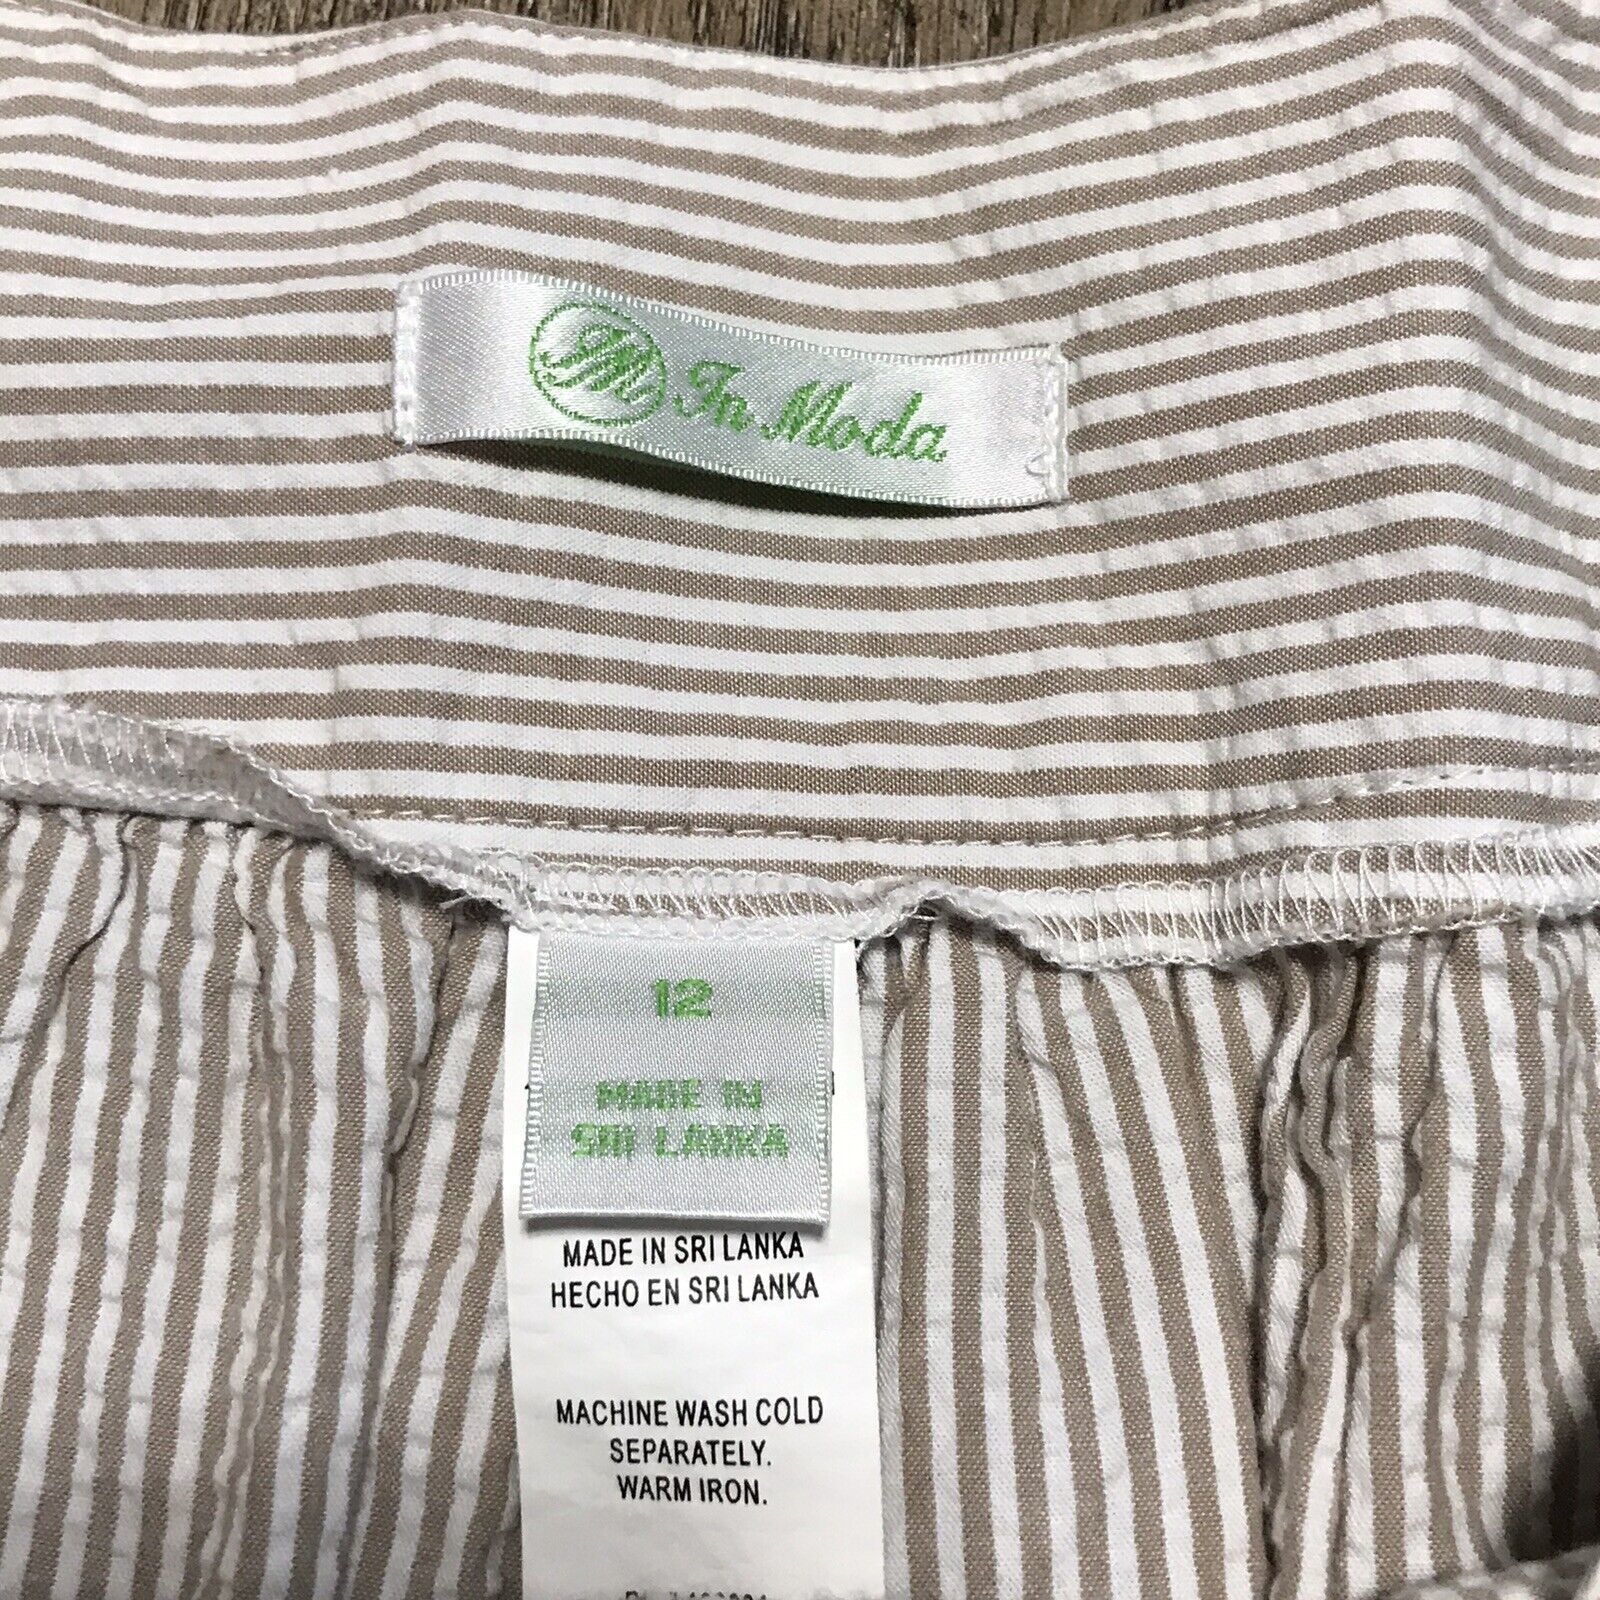 IM In Moda
12
MADE IN
SRI LANKA
MADE IN SRI LANKA
HECHO EN SRI LANKA
MACHINE WASH COLD
SEPARATELY.
WARM IRON.